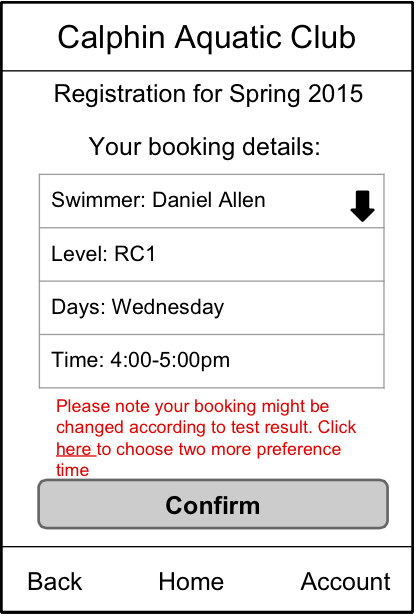 Calphin Aquatic Club
Registration for Spring 2015
Your booking details:
Swimmer: Daniel Allen
Level: RC1
Days: Wednesday
Time: 4:00-5:00pm
Please note your booking might be
changed according to test result. Click
here to choose two more preference
time
Confirm
Back Home Account